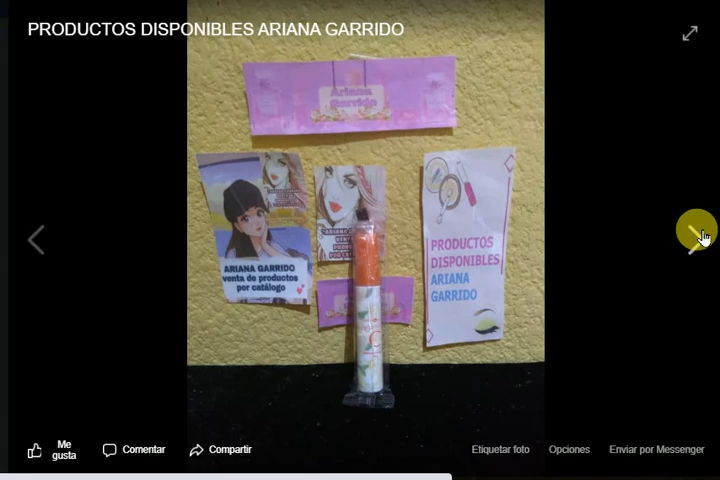 PRODUCTOS DISPONIBLES ARIANA GARRIDO
Ariana
Garrido
ARIANA GARRIDO
venta de productos
por catálogo
PRODUCTOS
DISPONIBLES
ARIANA
GARRIDO
Me gusta
Comentar
Compartir
Etiquetar foto
Opciones
Enviar por Messenger